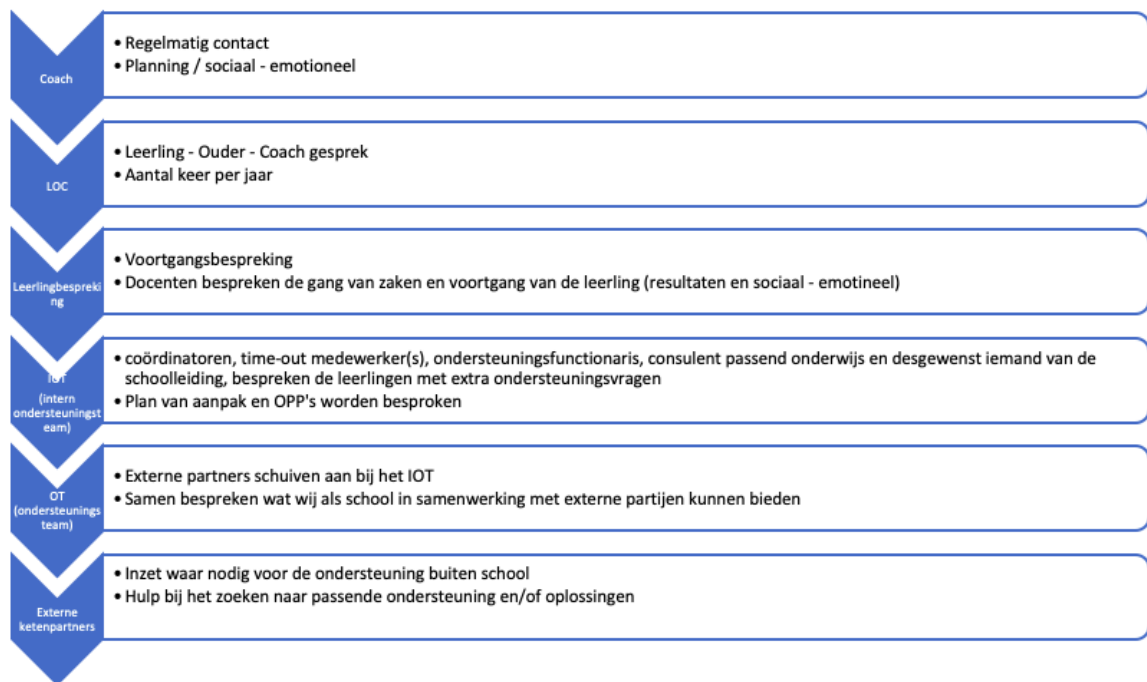 Coach
• Regelmatig contact
• Planning / sociaal - emotioneel
LOC
• Leerling - Ouder - Coach gesprek
• Aantal keer per jaar
Leerlingbespreki
ng
• Voortgangsbespreking
• Docenten bespreken de gang van zaken en voortgang van de leerling (resultaten en sociaal - emotineel)
IOT
(intern
ondersteuningst
eam)
• coördinatoren, time-out medewerker(s), ondersteuningsfunctionaris, consulent passend onderwijs en desgewenst iemand van de
schoolleiding, bespreken de leerlingen met extra ondersteuningsvragen
• Plan van aanpak en OPP's worden besproken
OT
(ondersteunings
team)
• Externe partners schuiven aan bij het IOT
• Samen bespreken wat wij als school in samenwerking met externe partijen kunnen bieden
Externe
ketenpartners
• Inzet waar nodig voor de ondersteuning buiten school
• Hulp bij het zoeken naar passende ondersteuning en/of oplossingen